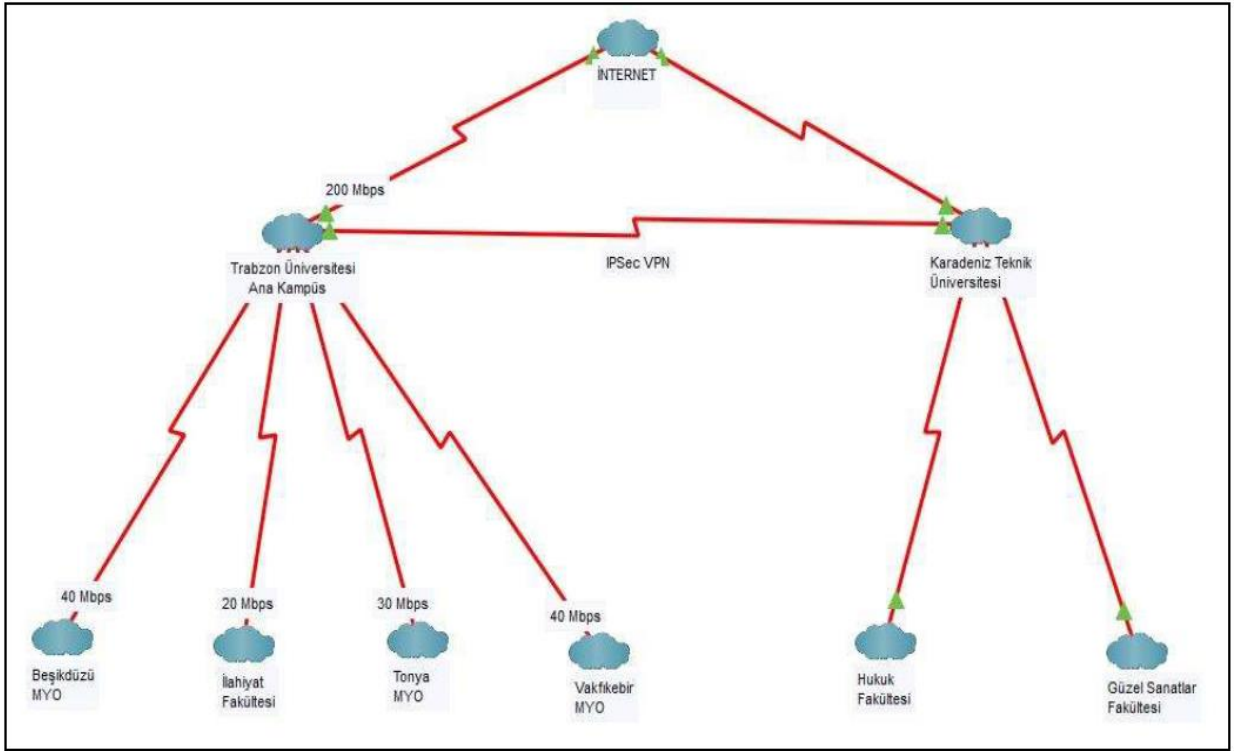 İNTERNET
200 Mbps
IPSec VPN
Trabzon Üniversitesi
Ana Kampüs
Karadeniz Teknik
Üniversitesi
40 Mbps
20 Mbps
30 Mbps
40 Mbps
Beşikdüzü
MYO
İlahiyat
Fakültesi
Tonya
MYO
Vakfıkebir
MYO
Hukuk
Fakültesi
Güzel Sanatlar
Fakültesi